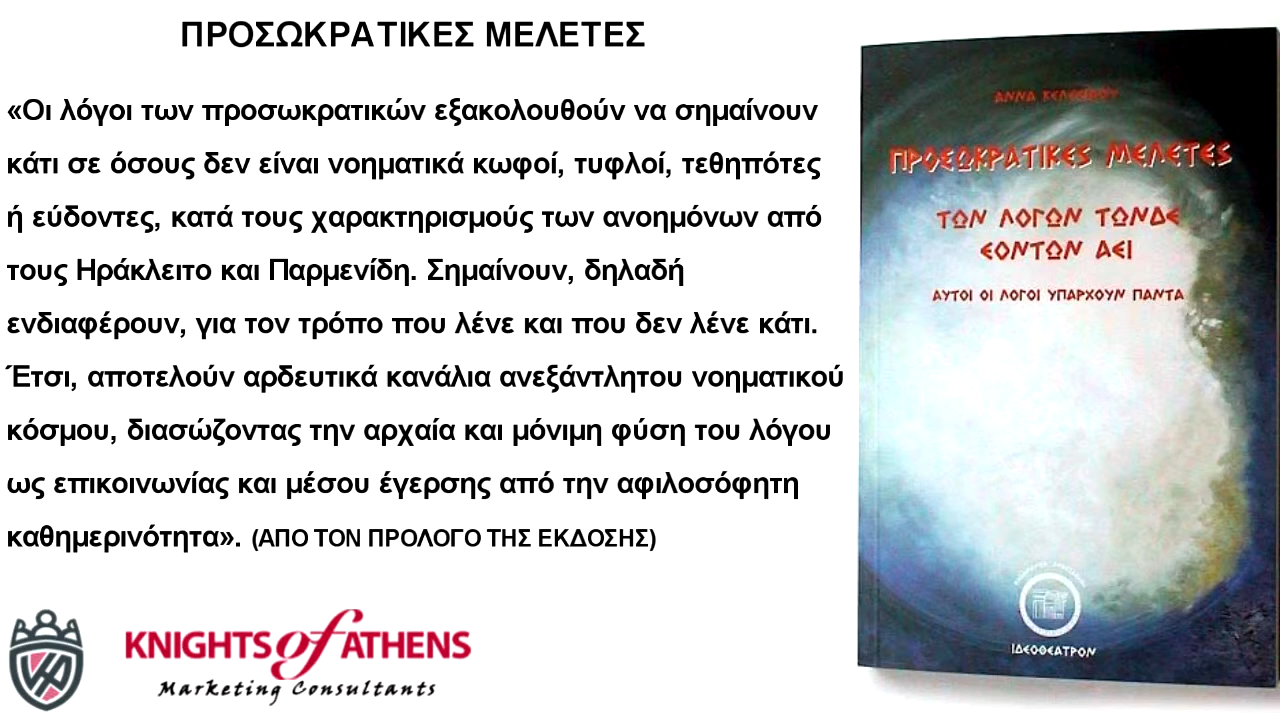 ΠΡΟΣΩΚΡΑΤΙΚΕΣ ΜΕΛΕΤΕΣ
«Οι λόγοι των προσωκρατικών εξακολουθούν να σημαίνουν
κάτι σε όσους δεν είναι νοηματικά κωφοί, τυφλοί, τεθηπότες
ή εύδοντες, κατά τους χαρακτηρισμούς των ανοημόνων από
τους Ηράκλειτο και Παρμενίδη. Σημαίνουν, δηλαδή
ενδιαφέρουν, για τον τρόπο που λένε και που δεν λένε κάτι.
Έτσι, αποτελούν αρδευτικά κανάλια ανεξάντλητου νοηματικού
κόσμου, διασώζοντας την αρχαία και μόνιμη φύση του λόγου
ως επικοινωνίας και μέσου έγερσης από την αφιλοσόφητη
καθημερινότητα». (ΑΠΟ ΤΟΝ ΠΡΟΛΟΓΟ ΤΗΣ ΕΚΔΟΣΗΣ)
KNIGHTS of ATHENS
Marketing Consultants
ΑΝΝΑ ΚΕΛΕΣΙΔΟΥ
ΠΡΟΣΩΚΡΑΤΙΚΕΣ ΜΕΛΕΤΕΣ
ΤΩΝ ΛΟΓΩΝ ΤΩΝΔΕ
ΕΟΝΤΩΝ ΑΕΙ
ΑΥΤΟΙ ΟΙ ΛΟΓΟΙ ΥΠΑΡΧΟΥΝ ΠΑΝΤΑ
ΙΔΕΟΘΕΑΤΡΟΝ